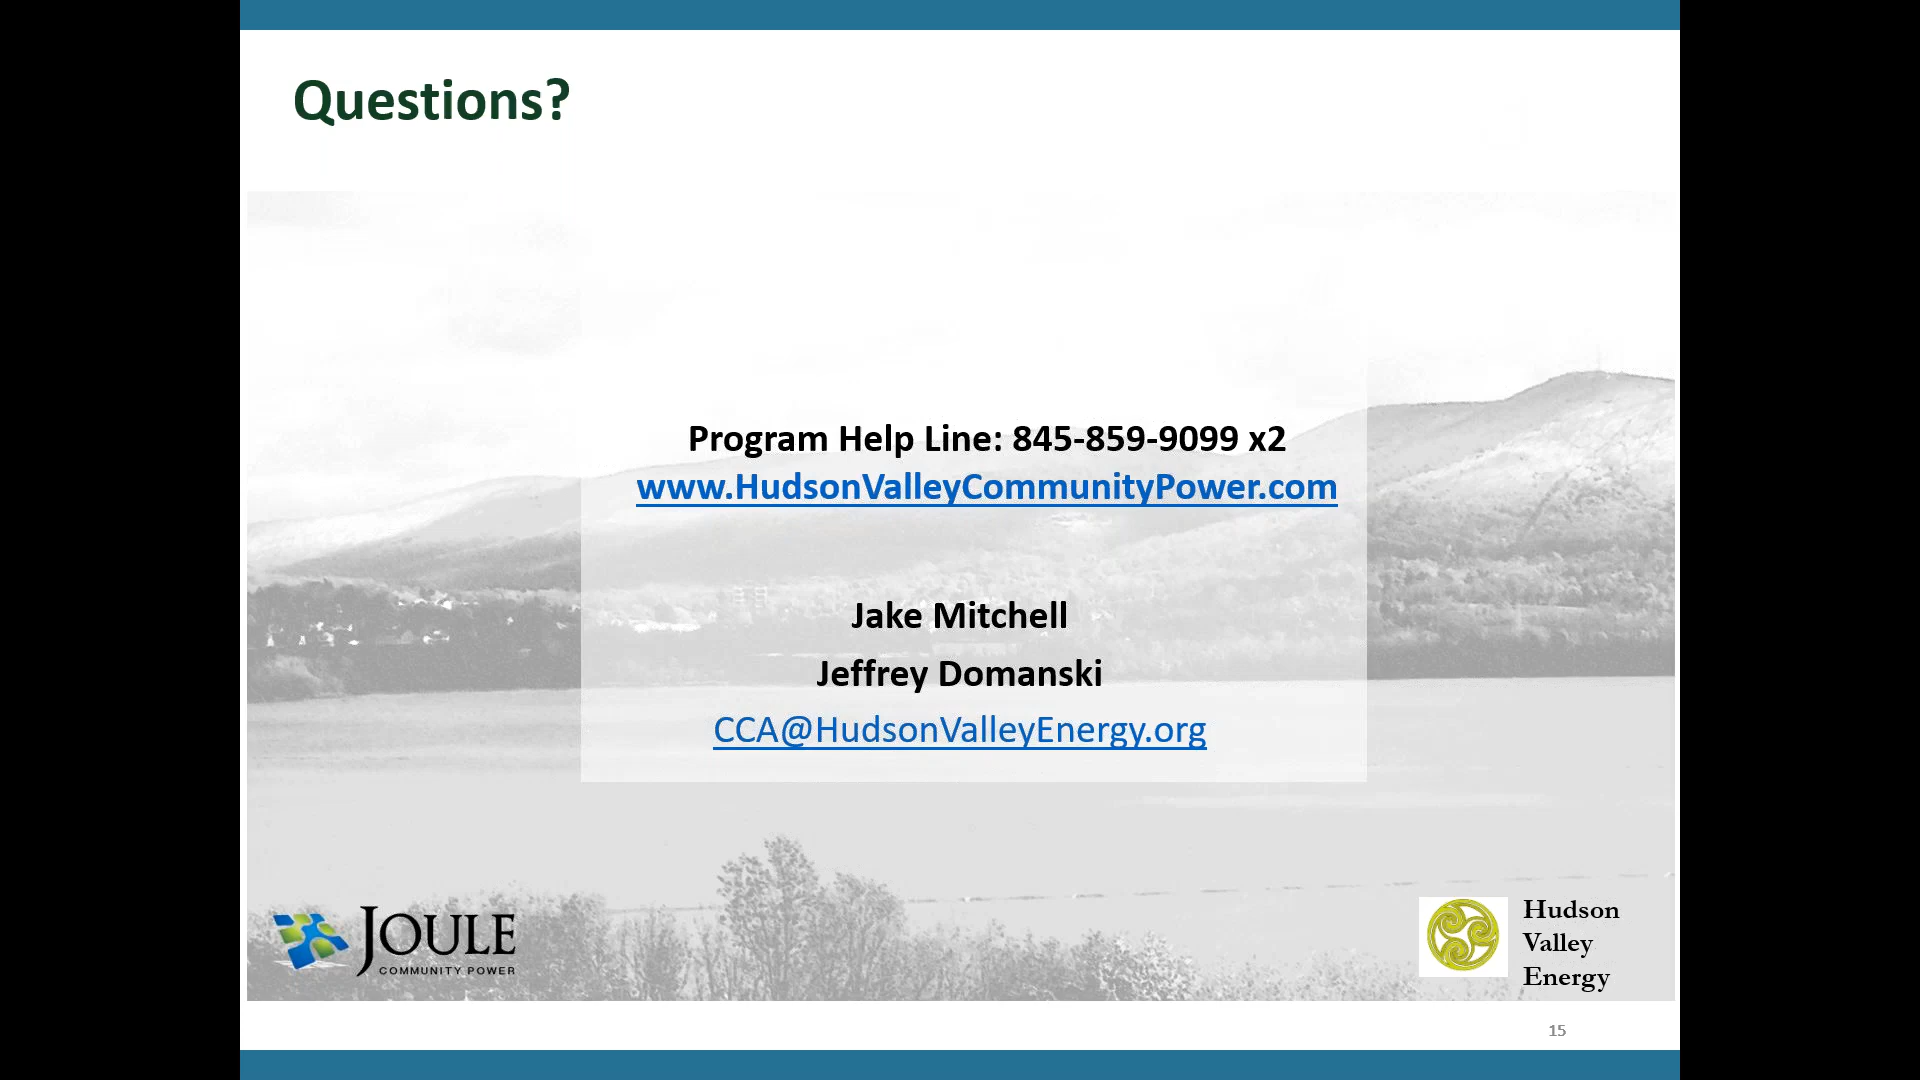 Questions?
Program Help Line: 845-859-9099 x2
www.HudsonValleyCommunityPower.com
Jake Mitchell
Jeffrey Domanski
CCA@HudsonValleyEnergy.org
JOULE
COMMUNITY POWER
Hudson
Valley
Energy
15